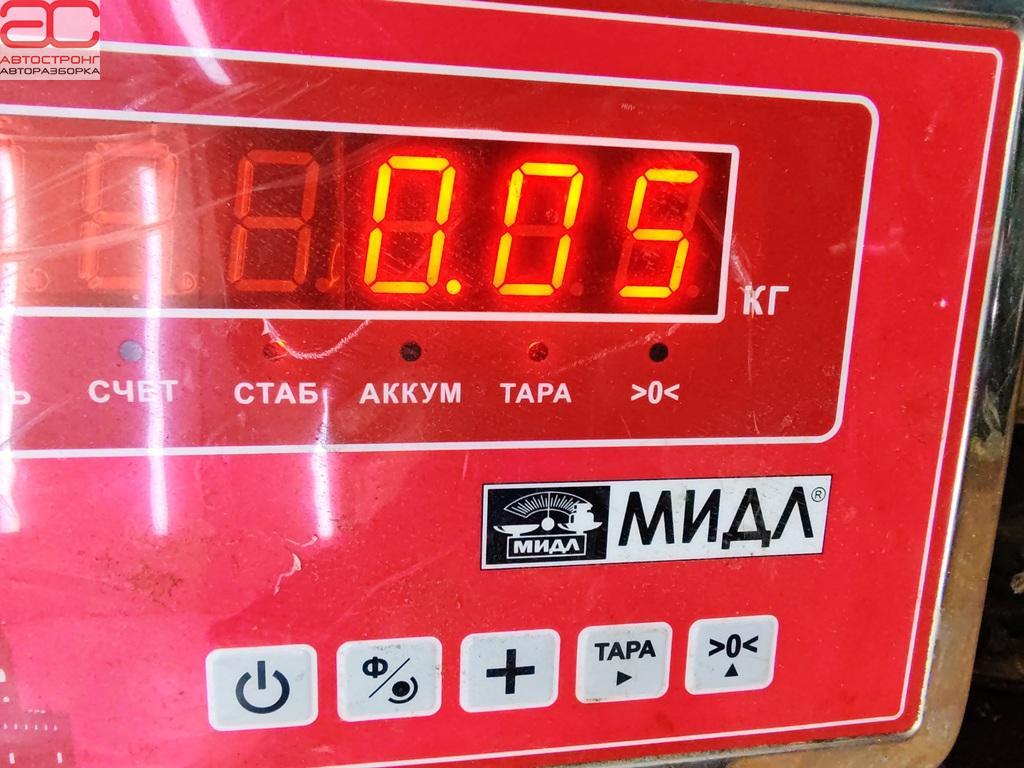 ас
АВТОСТРОНГ
АВТОРАЗБОРКА
0.05
КГ
СЧЕТ СТАБ АККУМ ТАРА >0<
МИДЛ МИДЛ®
Ф ТАРА >0<